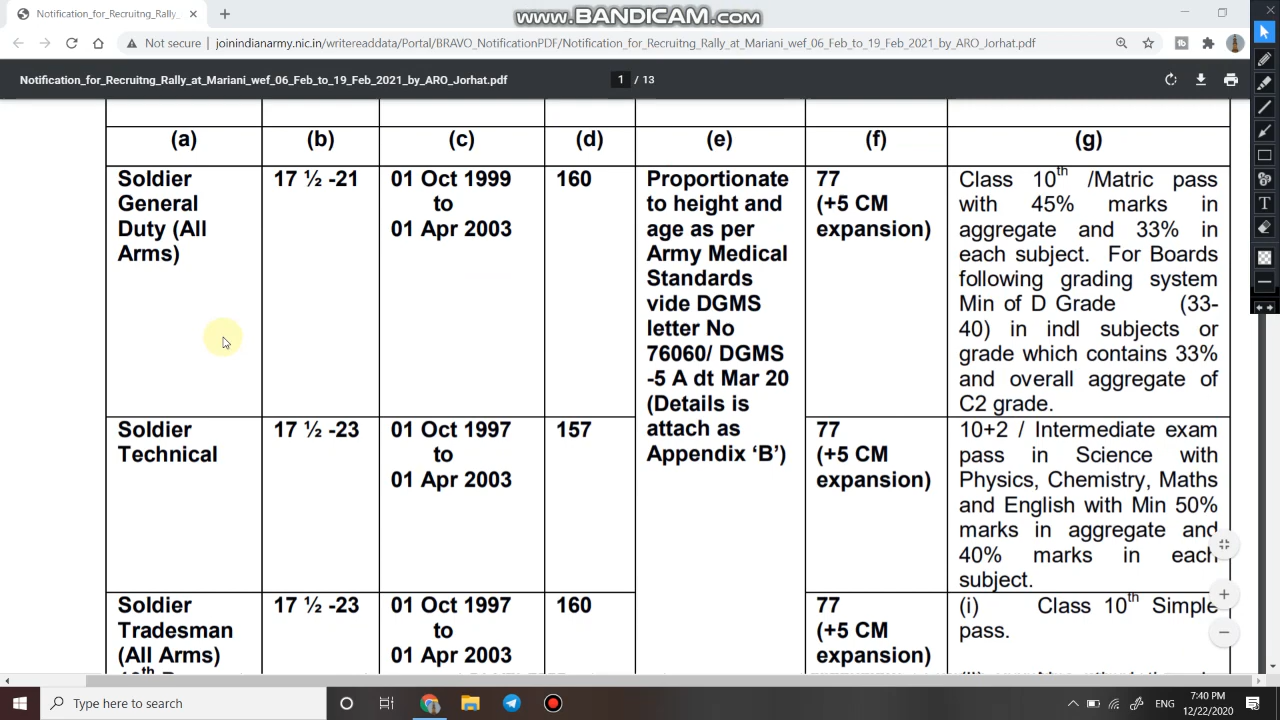 Notification_for_Recruiting_Rally_
www.BANDICAM.com
Not secure
joinindianarmy.nic.in/writereaddata/Portal/BRAVO_NotificationPDF/Notification_for_Recruitng_Rally_at_Mariani_wef_06_Feb_to_19_Feb_2021_by_ARO_Jorhat.pdf
Notification_for_Recruitng_Rally_at_Mariani_wef_06_Feb_to_19_Feb_2021_by_ARO_Jorhat.pdf
1 / 13
(a) (b) (c) (d) (e) (f) (g)
Soldier
General
Duty (All
Arms)
17 ½ -21
01 Oct 1999
to
01 Apr 2003
160
Proportionate
to height and
age as per
Army Medical
Standards
vide DGMS
letter No
76060/ DGMS
-5 A dt Mar 20
(Details is
attach as
Appendix ‘B’)
77
(+5 CM
expansion)
Class 10th /Matric pass
with 45% marks in
aggregate and 33% in
each subject. For Boards
following grading system
Min of D Grade (33-
40) in indl subjects or
grade which contains 33%
and overall aggregate of
C2 grade.
Soldier
Technical
17 ½ -23
01 Oct 1997
to
01 Apr 2003
157
77
(+5 CM
expansion)
10+2 / Intermediate exam
pass in Science with
Physics, Chemistry, Maths
and English with Min 50%
marks in aggregate and
40% marks in each
subject.
Soldier
Tradesman
(All Arms)
17 ½ -23
01 Oct 1997
to
01 Apr 2003
160
77
(+5 CM
expansion)
(i) Class 10th Simple
pass.
Type here to search
ENG
7:40 PM
12/22/2020